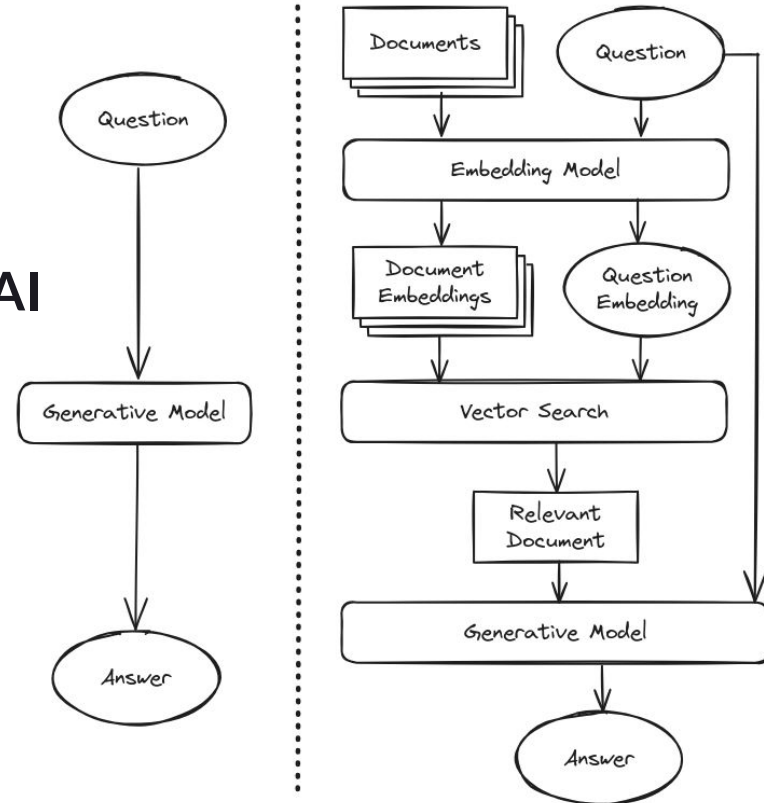 Question
AI
Generative Model
Answer
Documents
Question
Embedding Model
Document
Embeddings
Question
Embedding
Vector Search
Relevant
Document
Generative Model
Answer